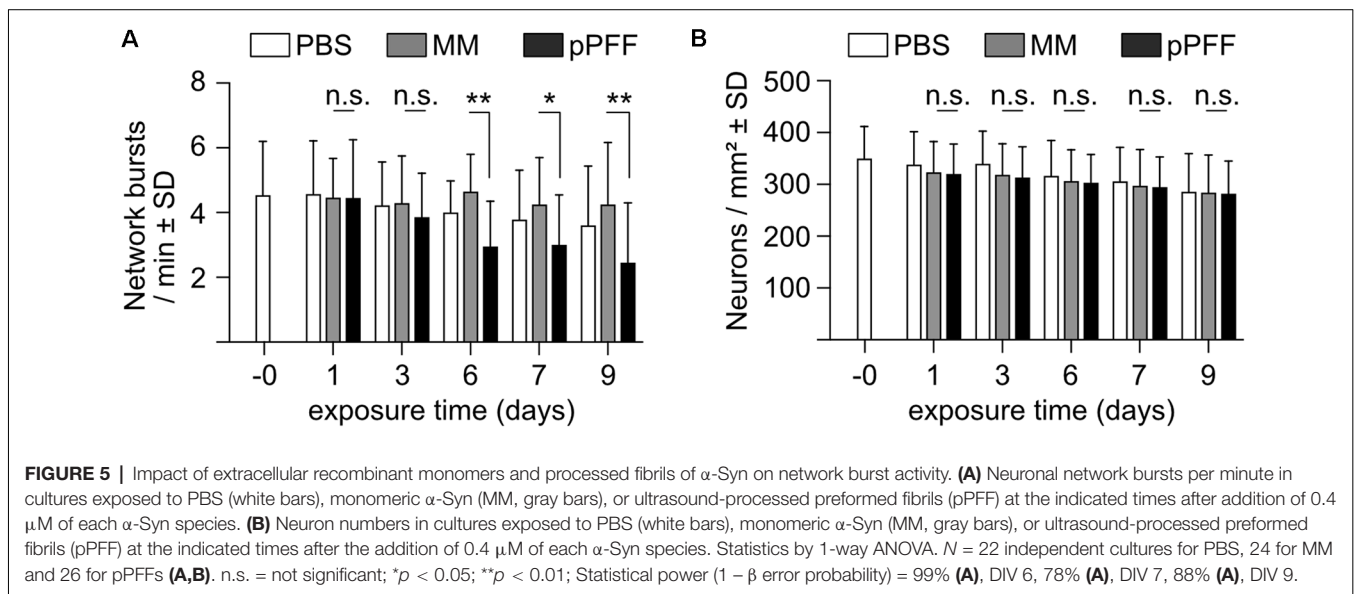 A
PBS MM pPFF
Network bursts
/ min ± SD
8
6
4
2
n.s.
n.s.
**
*
**
-0 1 3 6 7 9
exposure time (days)
B
PBS MM pPFF
Neurons / mm² ± SD
500
400
300
200
100
n.s.
n.s.
n.s.
n.s.
n.s.
-0 1 3 6 7 9
exposure time (days)
FIGURE 5 | Impact of extracellular recombinant monomers and processed fibrils of α-Syn on network burst activity. (A) Neuronal network bursts per minute in
cultures exposed to PBS (white bars), monomeric α-Syn (MM, gray bars), or ultrasound-processed preformed fibrils (pPFF) at the indicated times after addition of 0.4
μM of each α-Syn species. (B) Neuron numbers in cultures exposed to PBS (white bars), monomeric α-Syn (MM, gray bars), or ultrasound-processed preformed
fibrils (pPFF) at the indicated times after the addition of 0.4 μM of each α-Syn species. Statistics by 1-way ANOVA. N = 22 independent cultures for PBS, 24 for MM
and 26 for pPFFs (A,B). n.s. = not significant; *p < 0.05; **p < 0.01; Statistical power (1 – β error probability) = 99% (A), DIV 6, 78% (A), DIV 7, 88% (A), DIV 9.